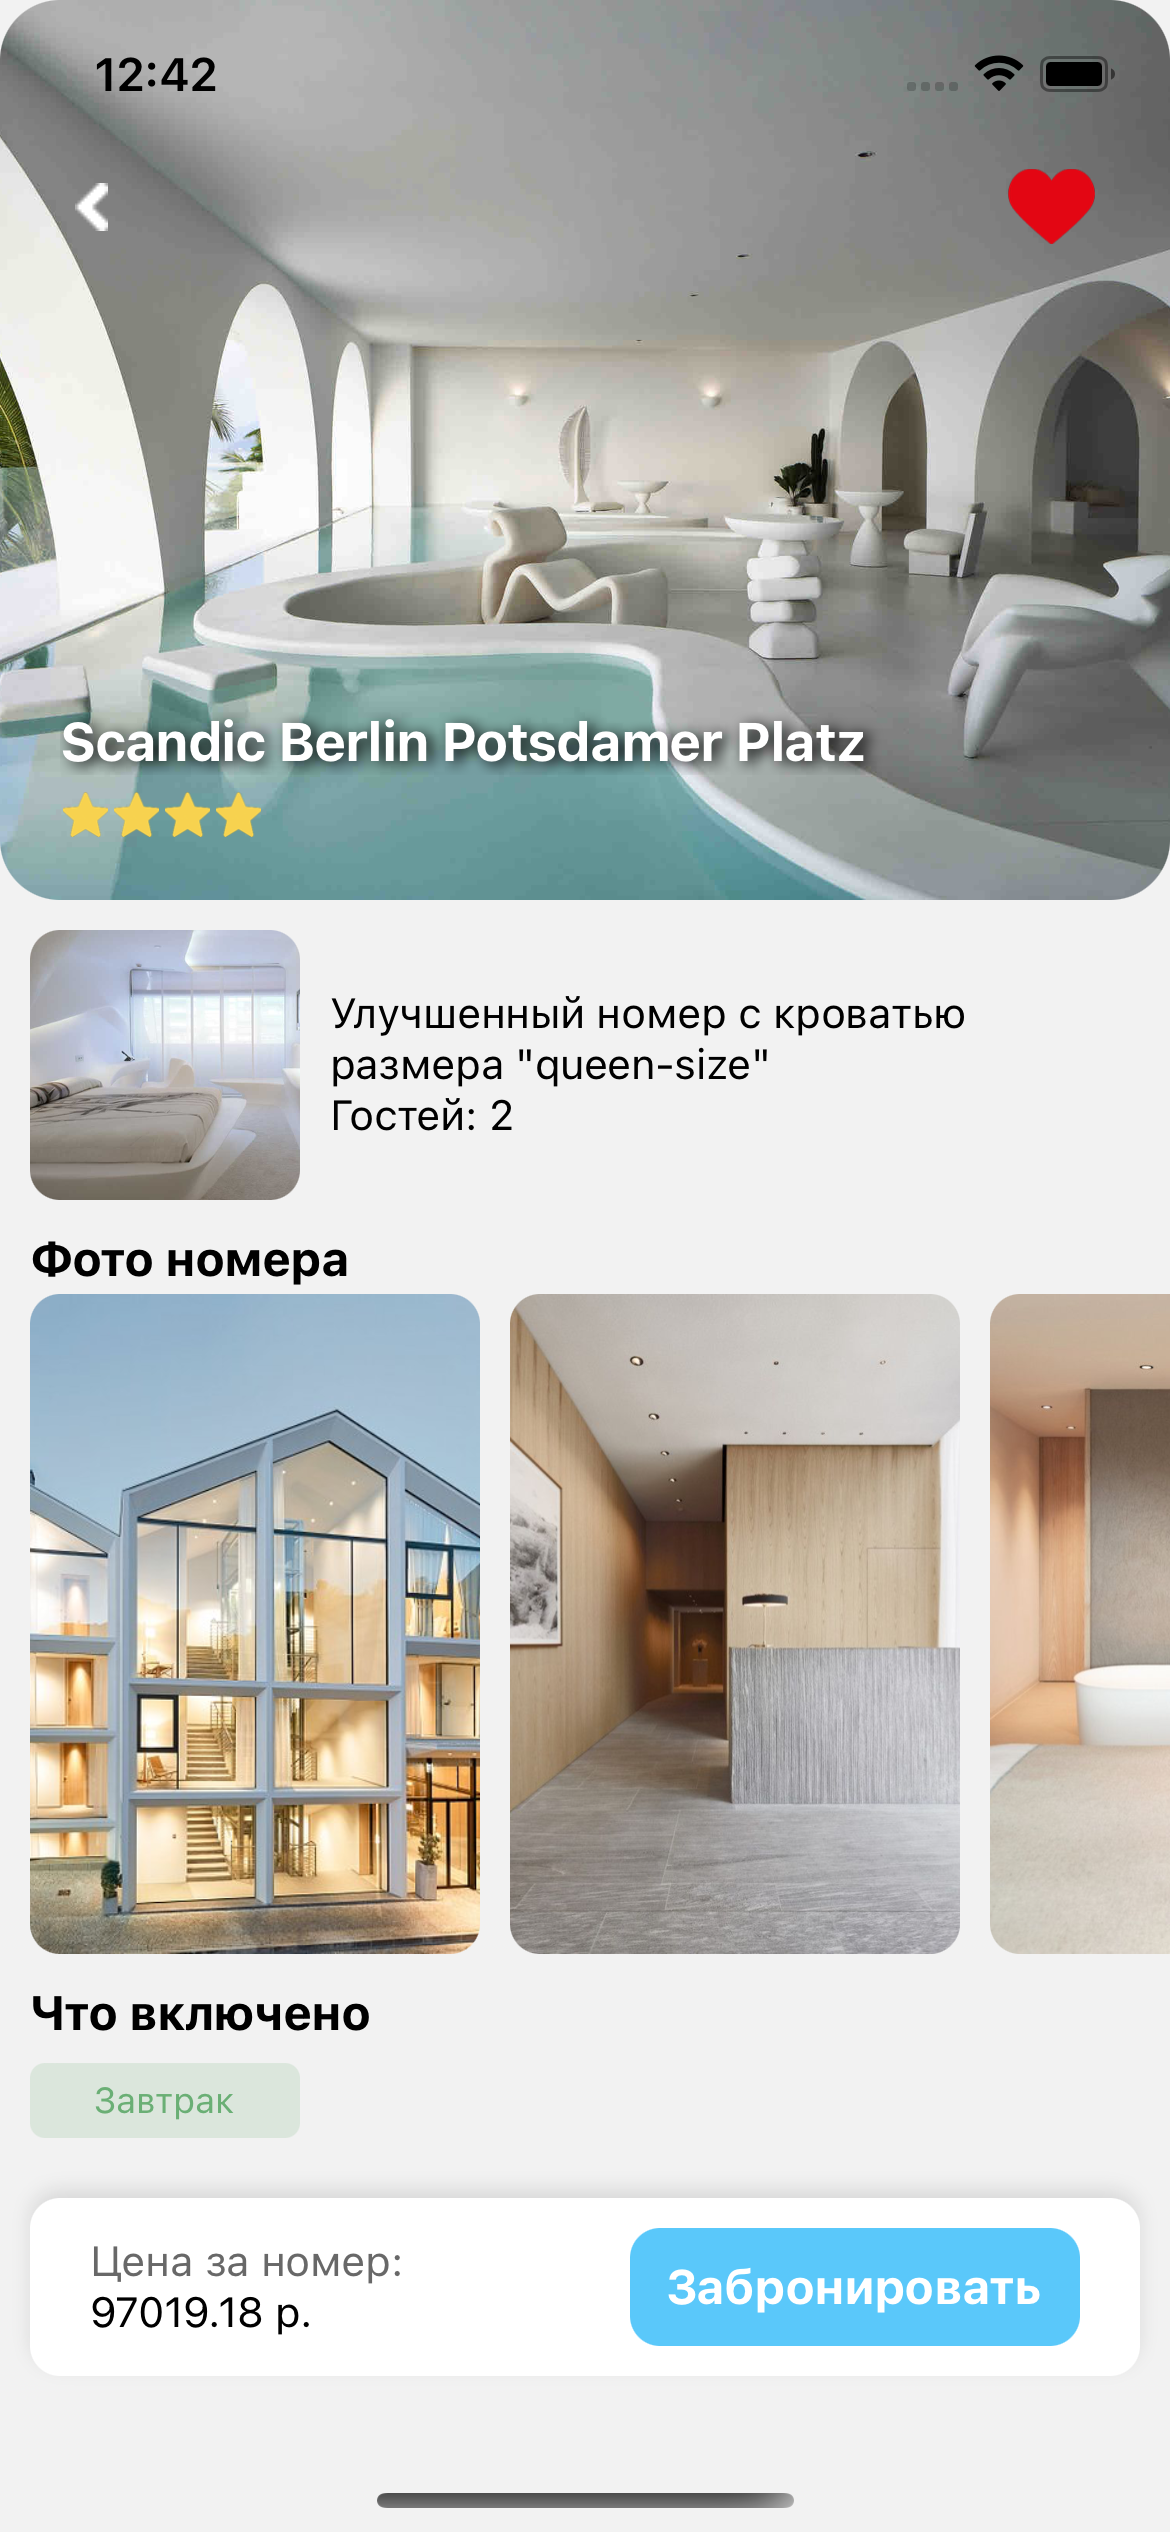 12:42
Scandic Berlin Potsdamer Platz
Улучшенный номер с кроватью
размера "queen-size"
Гостей: 2
Фото номера
Что включено
Завтрак
Цена за номер:
97019.18 р.
Забронировать